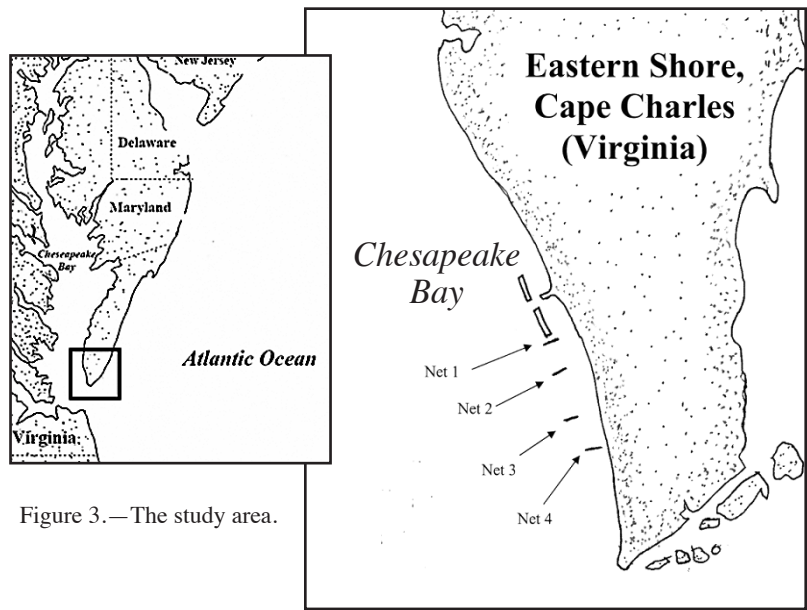 New Jersey
Delaware
Maryland
Cheseapeake
Bay
Atlantic Ocean
Virginia
Figure 3.—The study area.
Eastern Shore,
Cape Charles
(Virginia)
Chesapeake
Bay
Net 1
Net 2
Net 3
Net 4